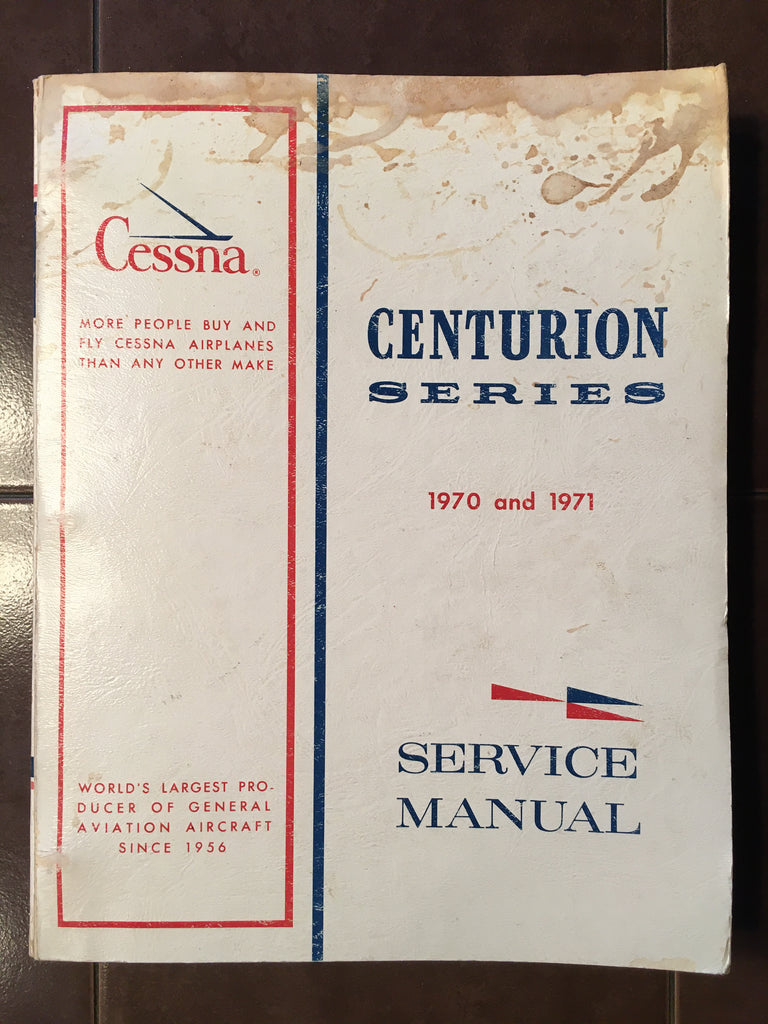 Cessna®
MORE PEOPLE BUY AND
FLY CESSNA AIRPLANES
THAN ANY OTHER MAKE
WORLD'S LARGEST PRO-
DUCER OF GENERAL
AVIATION AIRCRAFT
SINCE 1956
CENTURION
SERIES
1970 and 1971
SERVICE
MANUAL